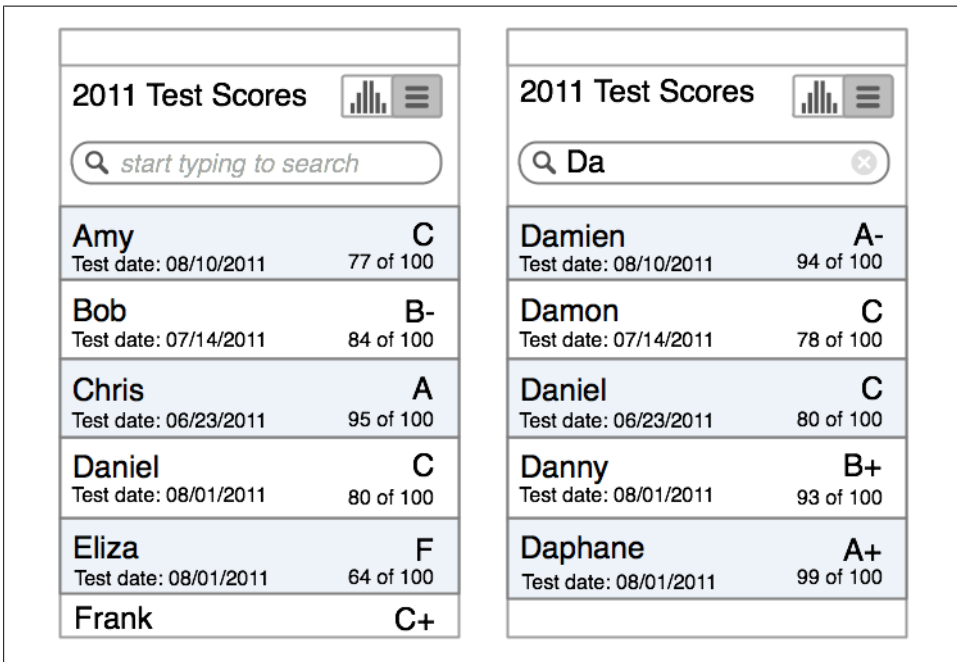 2011 Test Scores
start typing to search
Amy C
Test date: 08/10/2011 77 of 100
Bob B-
Test date: 07/14/2011 84 of 100
Chris A
Test date: 06/23/2011 95 of 100
Daniel C
Test date: 08/01/2011 80 of 100
Eliza F
Test date: 08/01/2011 64 of 100
Frank C+
2011 Test Scores
Da
Damien A-
Test date: 08/10/2011 94 of 100
Damon C
Test date: 07/14/2011 78 of 100
Daniel C
Test date: 06/23/2011 80 of 100
Danny B+
Test date: 08/01/2011 93 of 100
Daphane A+
Test date: 08/01/2011 99 of 100